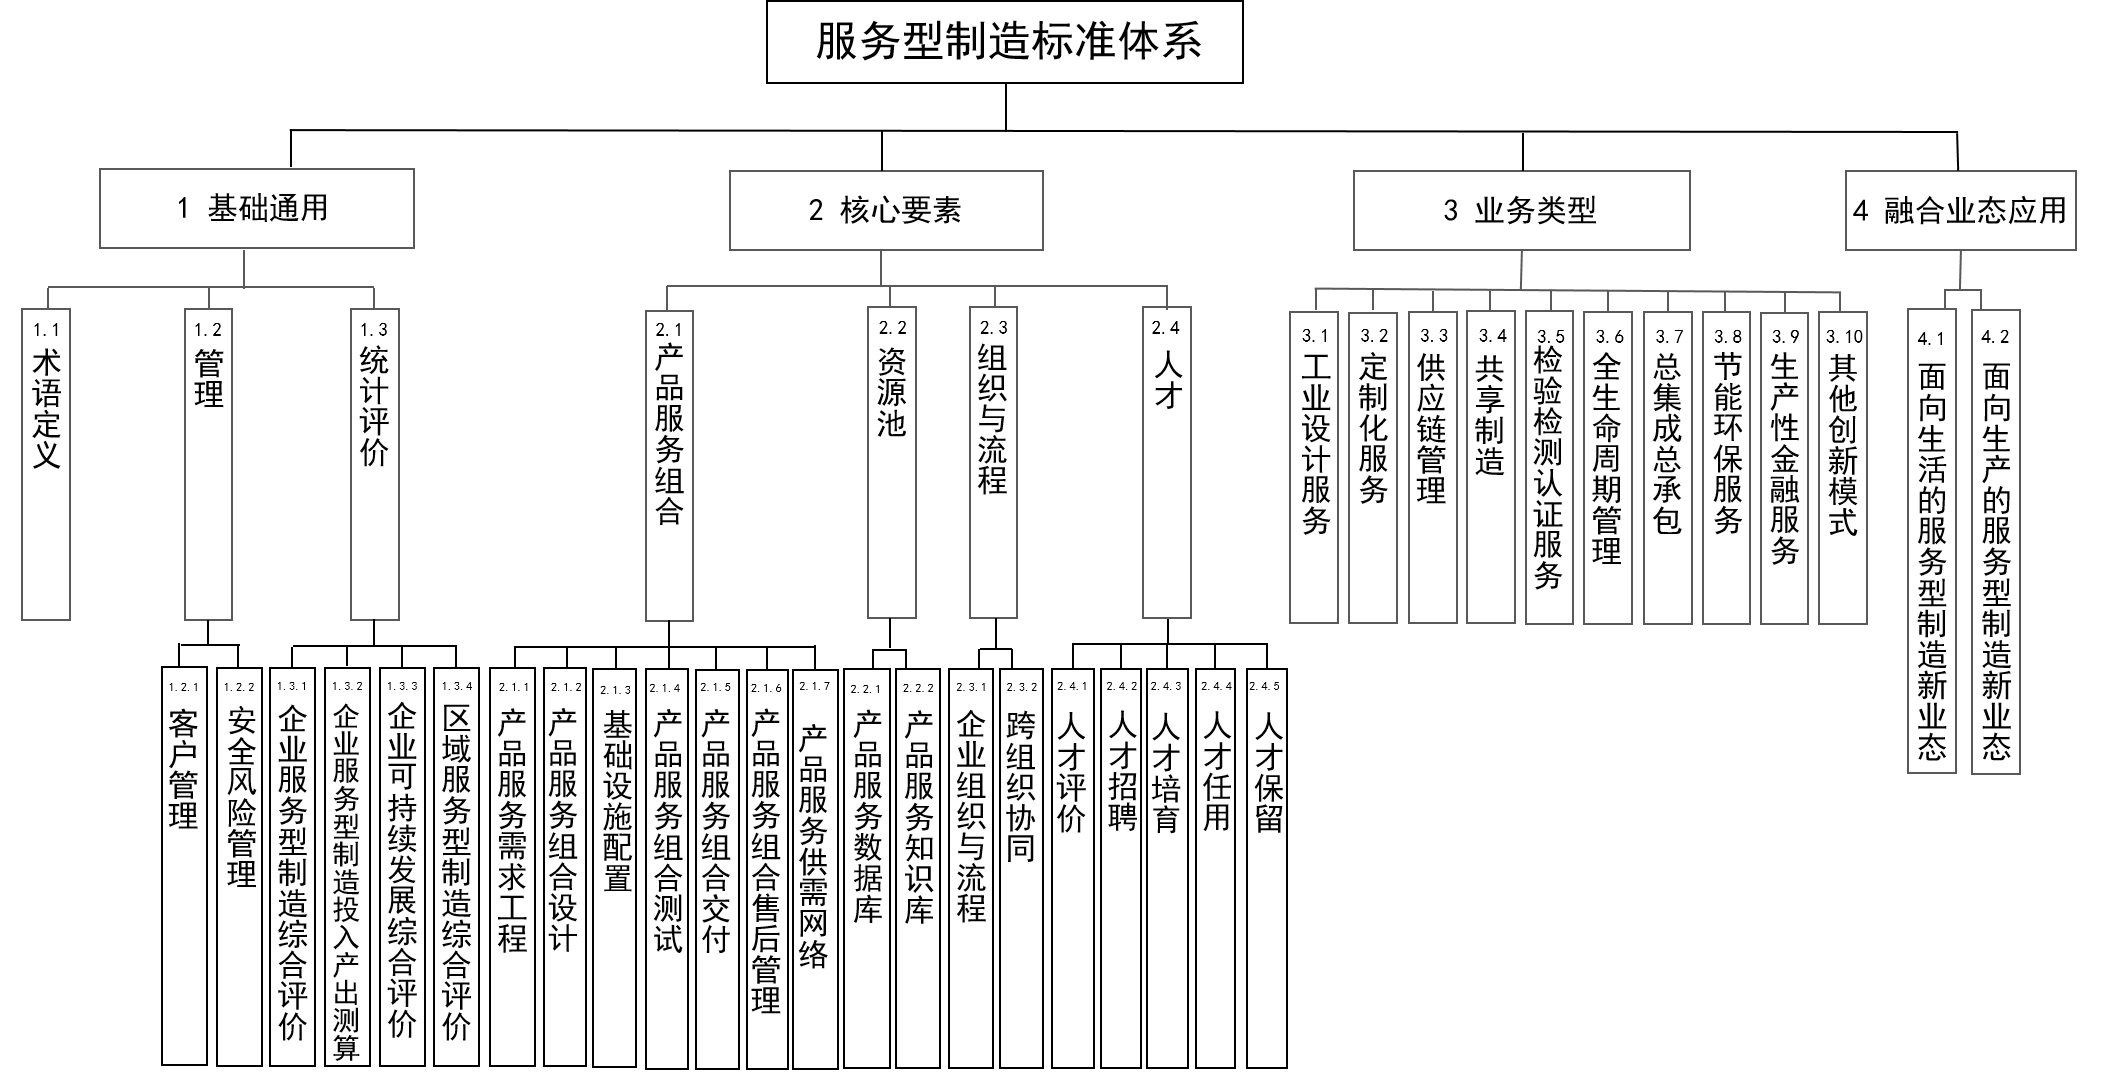 服务型制造标准体系
1 基础通用
2 核心要素
3 业务类型
4 融合业态应用
1.1 术语定义
1.2 管理
1.3 统计评价
2.1 产品服务组合
2.2 资源池
2.3 组织与流程
2.4 人才
3.1 工业设计服务
3.2 定制化服务
3.3 供应链管理
3.4 共享制造
3.5 检验检测认证服务
3.6 全生命周期管理
3.7 总集成总承包
3.8 节能环保服务
3.9 生产性金融服务
3.10 其他创新模式
4.1 面向生活的服务型制造新业态
4.2 面向生产的服务型制造新业态
1.2.1 客户管理
1.2.2 安全风险管理
1.3.1 企业服务型制造综合评价
1.3.2 企业服务型制造投入产出测算
1.3.3 企业可持续发展综合评价
1.3.4 区域服务型制造综合评价
2.1.1 产品服务需求工程
2.1.2 产品服务组合设计
2.1.3 基础设施配置
2.1.4 产品服务组合测试
2.1.5 产品服务组合交付
2.1.6 产品服务组合售后管理
2.1.7 产品服务供需网络
2.2.1 产品服务数据库
2.2.2 产品服务知识库
2.3.1 企业组织与流程
2.3.2 跨组织协同
2.4.1 人才评价
2.4.2 人才招聘
2.4.3 人才培育
2.4.4 人才任用
2.4.5 人才保留